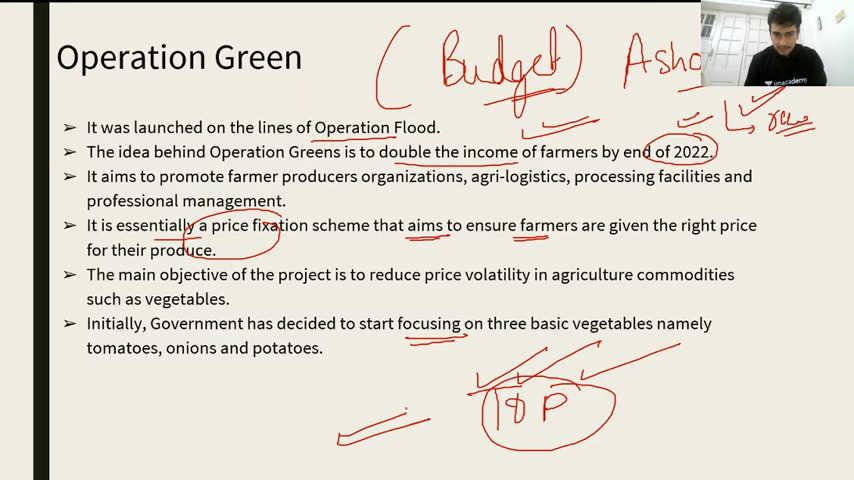 Operation Green
( Budget )
unacademy
➢ It was launched on the lines of Operation Flood.
➢ The idea behind Operation Greens is to double the income of farmers by end of 2022.
➢ It aims to promote farmer producers organizations, agri-logistics, processing facilities and
professional management.
➢ It is essentially a price fixation scheme that aims to ensure farmers are given the right price
for their produce.
➢ The main objective of the project is to reduce price volatility in agriculture commodities
such as vegetables.
➢ Initially, Government has decided to start focusing on three basic vegetables namely
tomatoes, onions and potatoes.